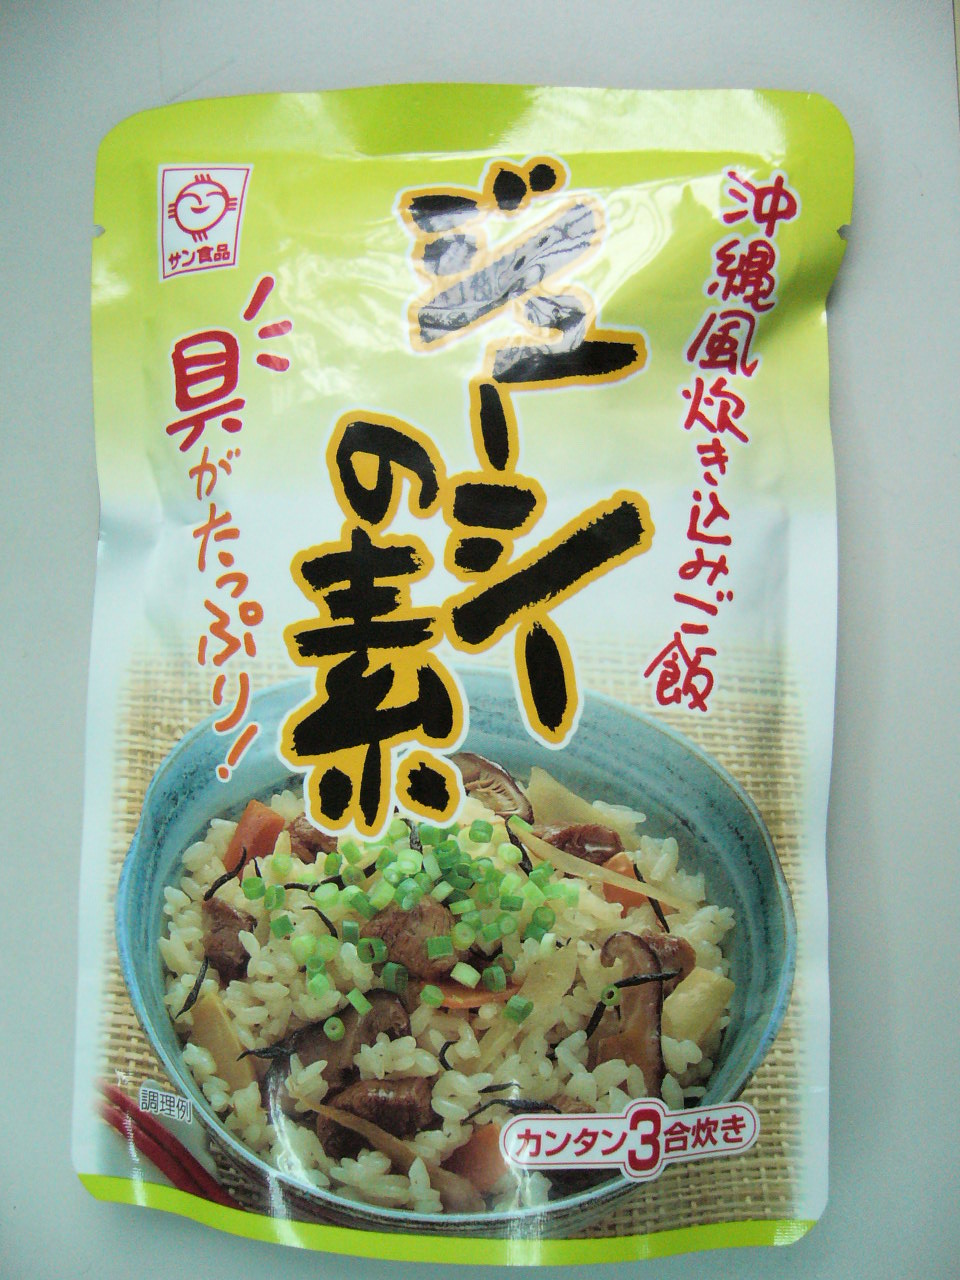 沖縄風炊き込みご飯
ジューシー
の素
サン食品
具がたっぷり!
調理例
カンタン3合炊き